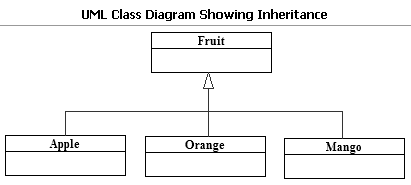 UML Class Diagram Showing Inheritance
Fruit
Apple
Orange
Mango